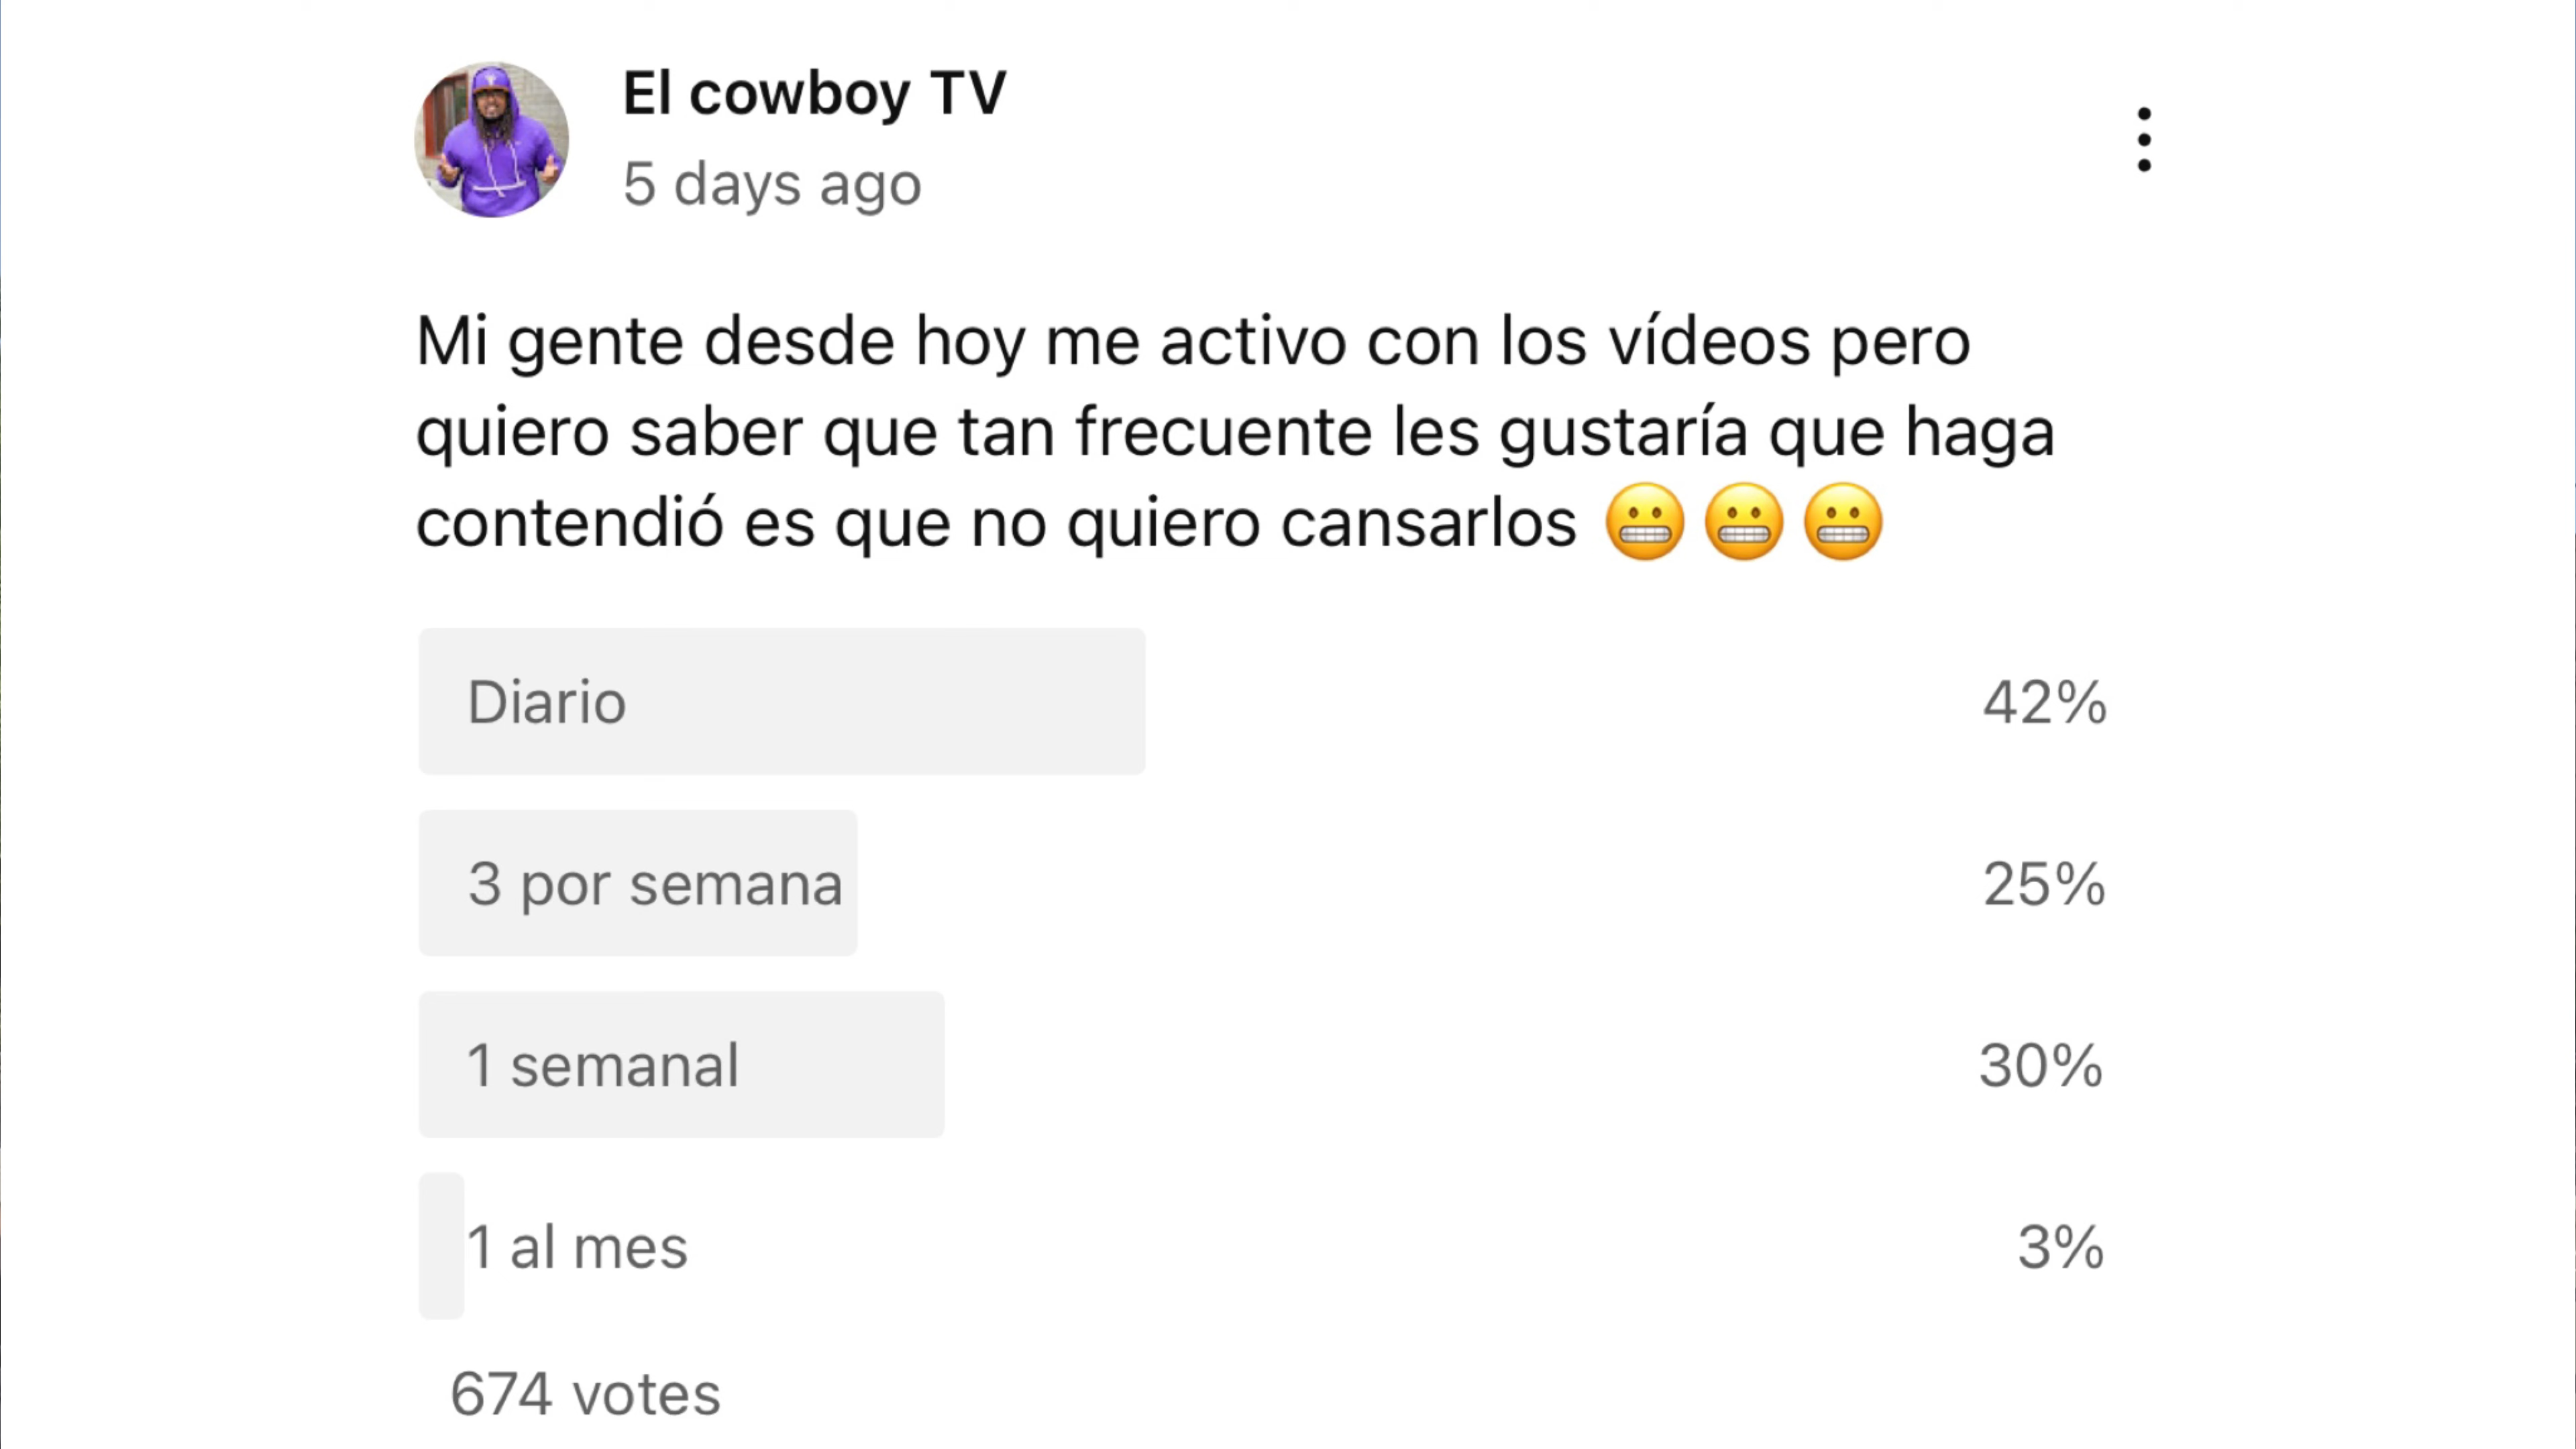 El cowboy TV
5 days ago
Mi gente desde hoy me activo con los vídeos pero
quiero saber que tan frecuente les gustaría que haga
contendió es que no quiero cansarlos 😬😬😬
Diario 42%
3 por semana 25%
1 semanal 30%
1 al mes 3%
674 votes